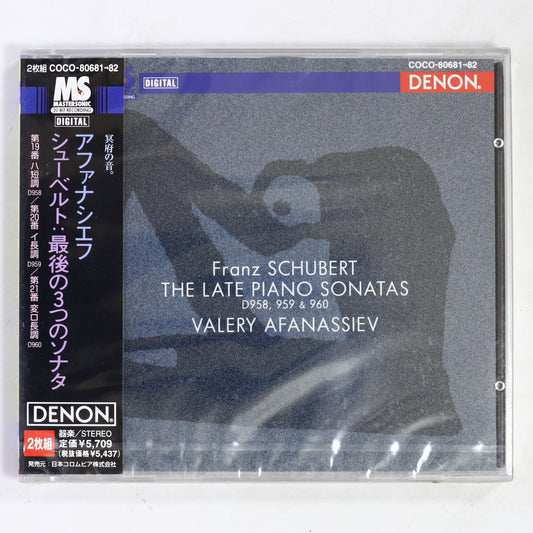 2枚組 COCO-80681~82
MS
MASTERSONIC
20 BIT RECORDING
DIGITAL
冥府の音。
アファナシエフ
シューベルト:最後の3つのソナタ
第19番 ハ短調 D958/第20番 イ長調 D959/第21番 変ロ長調 D960
DENON®
2枚組
器楽/STEREO
定価¥5,709
(税抜価格¥5,437)
発売元:日本コロムビア株式会社
COCO-80681~82
DENON®
S
DIGITAL
Franz SCHUBERT
THE LATE PIANO SONATAS
D958, 959 & 960
VALERY AFANASSIEV